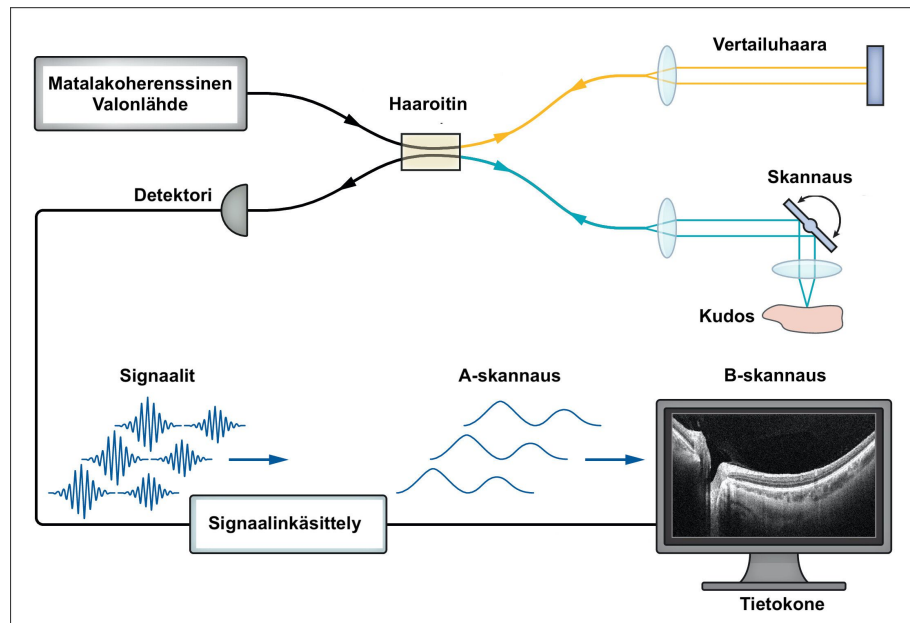 Matalakoherenssinen
Valonlähde
Haaroitin
Vertailuhaara
Detektori
Skannaus
Kudos
Signaalit
A-skannaus
B-skannaus
Signaalinkäsittely
Tietokone